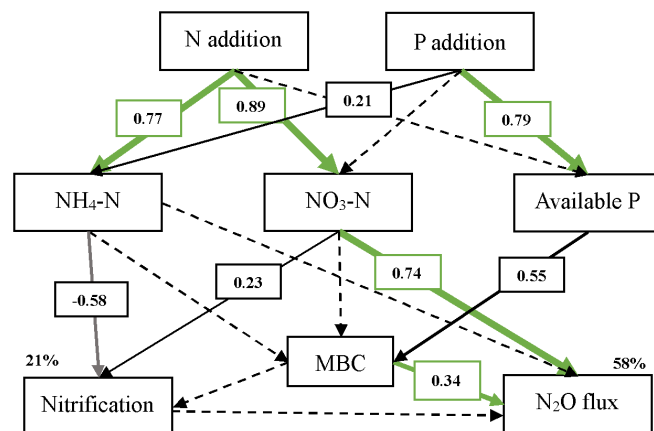 N addition
P addition
0.77
0.89
0.21
0.79
NH₄-N
NO₃-N
Available P
-0.58
0.23
0.74
0.55
21%
MBC
58%
0.34
Nitrification
N₂O flux